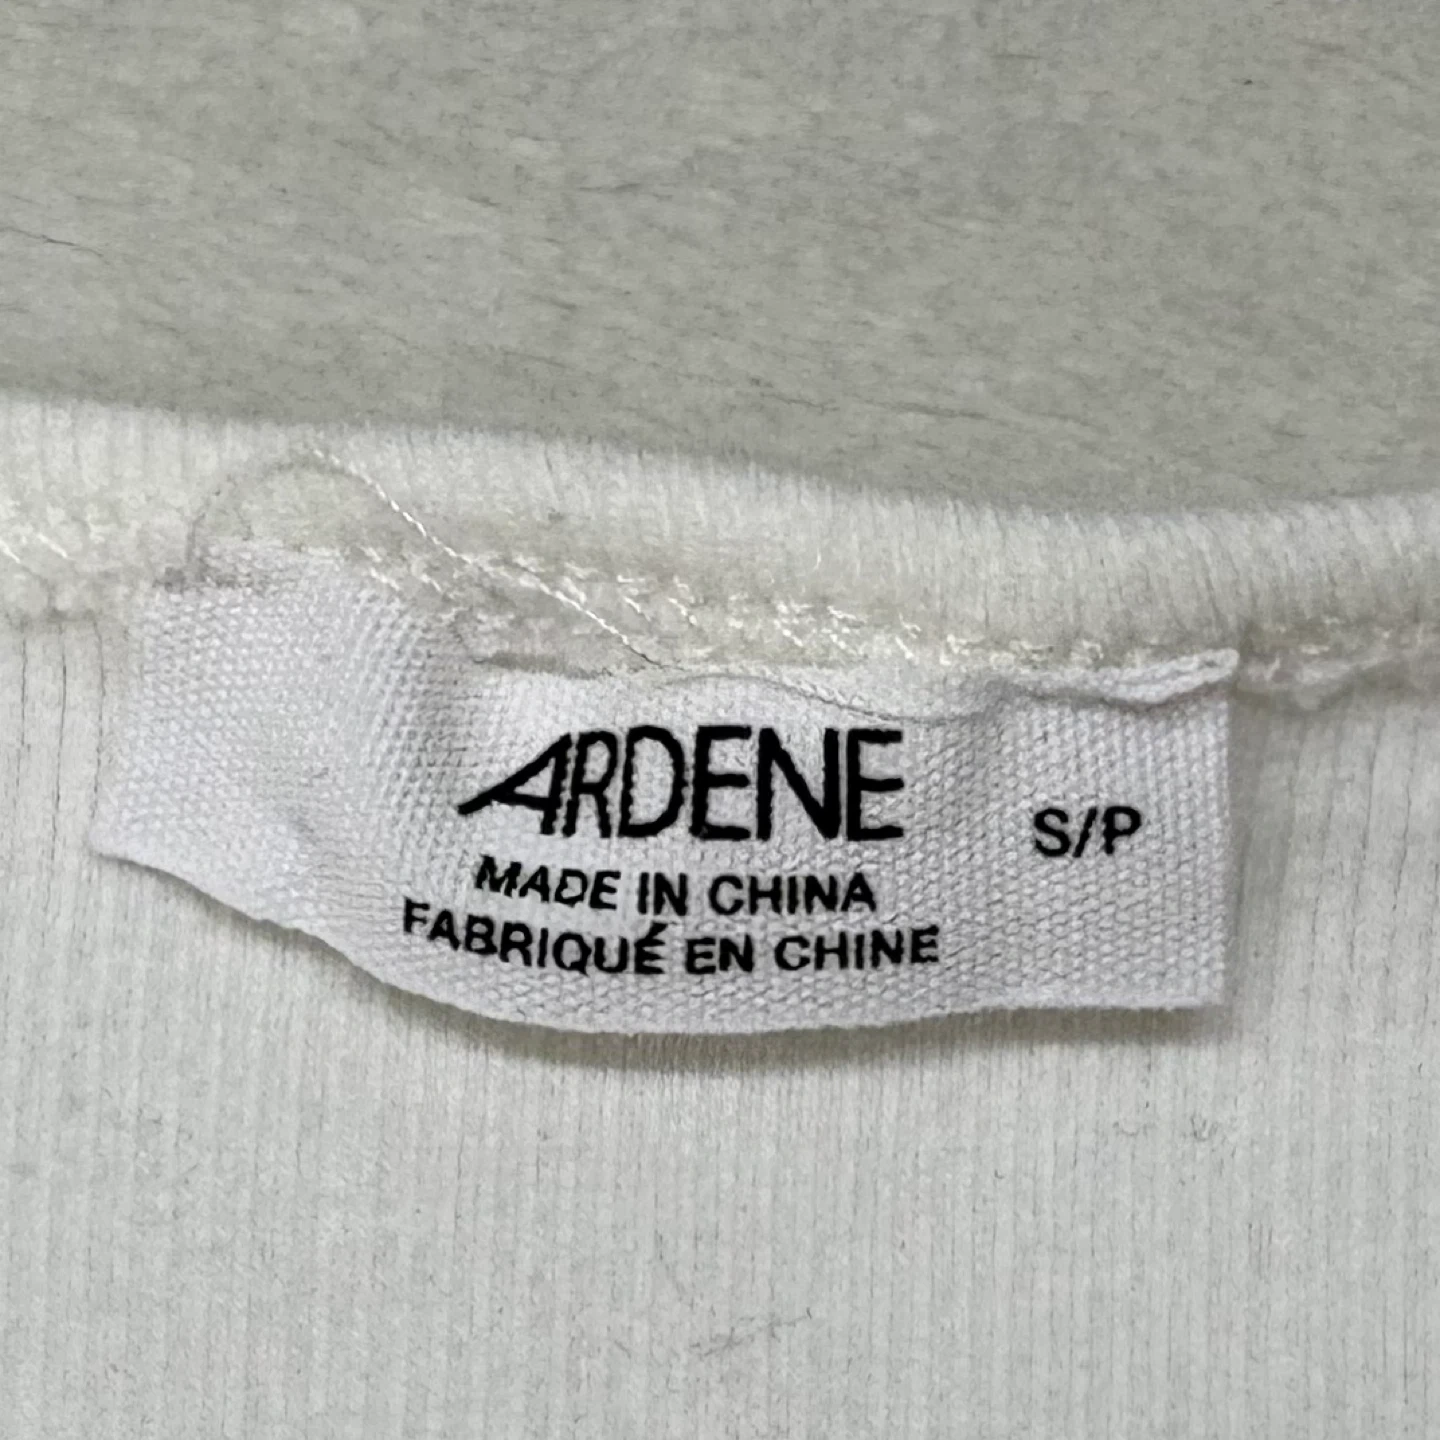 ARDENE
S/P
MADE IN CHINA
FABRIQUÉ EN CHINE